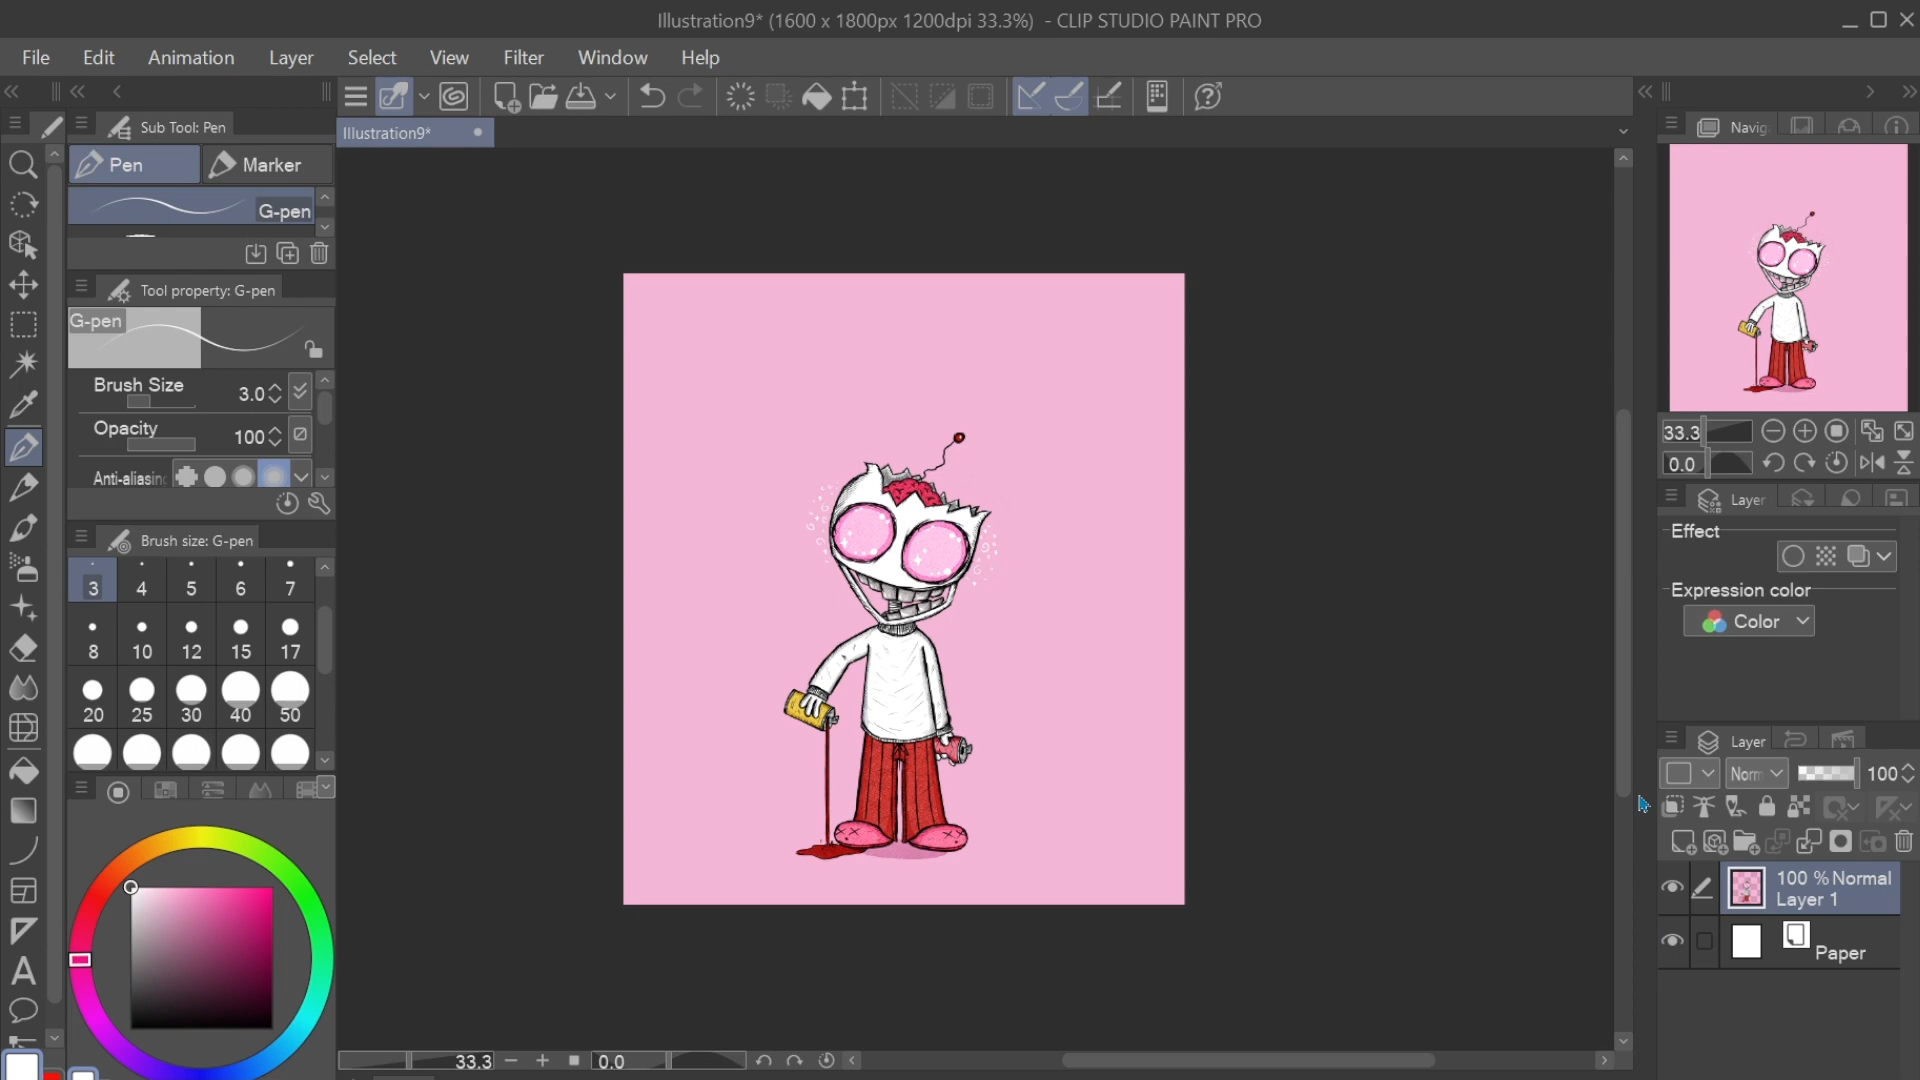 Illustration9* (1600 x 1800px 1200dpi 33.3%) - CLIP STUDIO PAINT PRO
File Edit Animation Layer Select View Filter Window Help
Sub Tool: Pen
Illustration9*
Navig
Pen Marker
G-pen
Tool property: G-pen
G-pen
Brush Size 3.0
Opacity 100
Anti-aliasing
33.3
0.0
Layer
Effect
Expression color
Color
Brush size: G-pen
3 4 5 6 7
8 10 12 15 17
20 25 30 40 50
Layer
Norm 100
100 % Normal
Layer 1
Paper
A
33.3 0.0